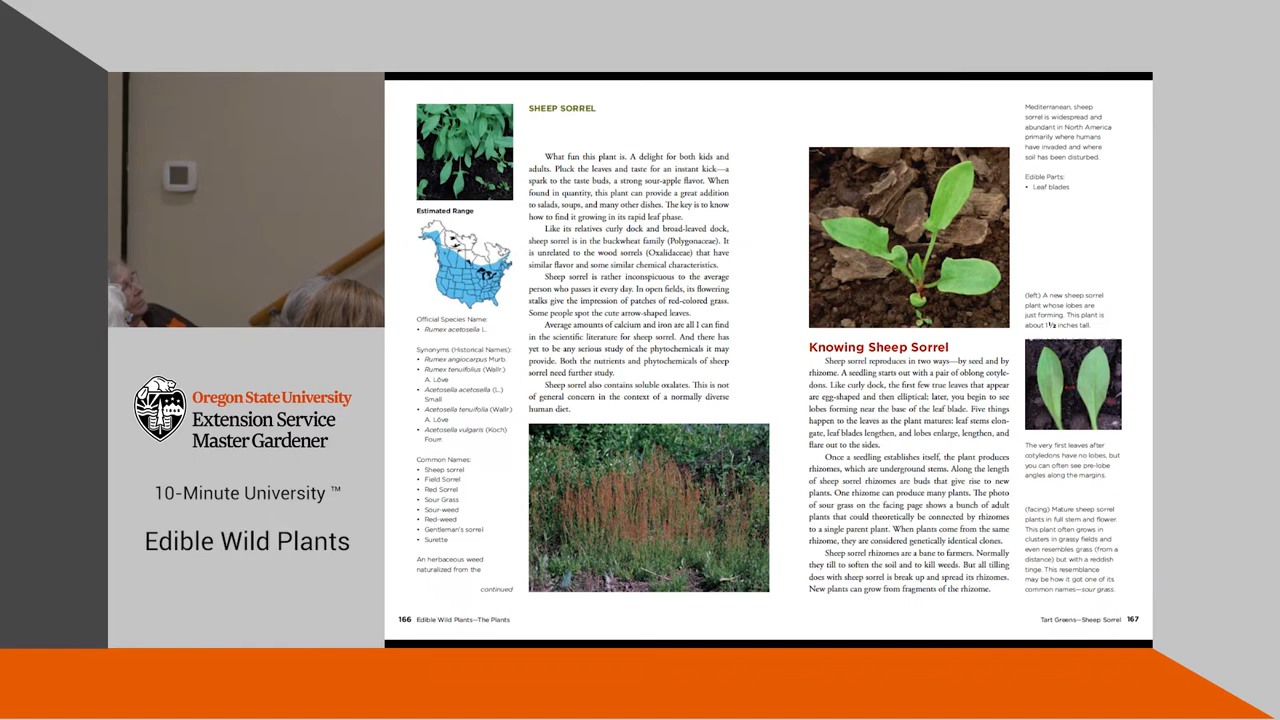 Oregon State University
Extension Service
Master Gardener
10-Minute University ™
Edible Wild Plants
Estimated Range
Official Species Name:
• Rumex acetosella L.
Synonyms (Historical Names):
• Rumex angiocarpus Murb.
• Rumex tenuifolius (Wallr.)
A. Löve
• Acetosella acetosella (L.)
Small
• Acetosella tenuifolia (Wallr.)
A. Löve
• Acetosella vulgaris (Koch)
Fourr.
Common Names:
• Sheep sorrel
• Field Sorrel
• Red Sorrel
• Sour Grass
• Sour-weed
• Red-weed
• Gentleman's sorrel
• Surette
An herbaceous weed
naturalized from the
continued
SHEEP SORREL
What fun this plant is. A delight for both kids and
adults. Pluck the leaves and taste for an instant kick—a
spark to the taste buds, a strong sour-apple flavor. When
found in quantity, this plant can provide a great addition
to salads, soups, and many other dishes. The key is to know
how to find it growing in its rapid leaf phase.
Like its relatives curly dock and broad-leaved dock,
sheep sorrel is in the buckwheat family (Polygonaceae). It
is unrelated to the wood sorrels (Oxalidaceae) that have
similar flavor and some similar chemical characteristics.
Sheep sorrel is rather inconspicuous to the average
person who passes it every day. In open fields, its flowering
stalks give the impression of patches of red-colored grass.
Some people spot the cute arrow-shaped leaves.
Average amounts of calcium and iron are all I can find
in the scientific literature for sheep sorrel. And there has
yet to be any serious study of the phytochemicals it may
provide. Both the nutrients and phytochemicals of sheep
sorrel need further study.
Sheep sorrel also contains soluble oxalates. This is not
of general concern in the context of a normally diverse
human diet.
166 Edible Wild Plants—The Plants
Knowing Sheep Sorrel
Sheep sorrel reproduces in two ways—by seed and by
rhizome. A seedling starts out with a pair of oblong cotyle-
dons. Like curly dock, the first few true leaves that appear
are egg-shaped and then elliptical; later, you begin to see
lobes forming near the base of the leaf blade. Five things
happen to the leaves as the plant matures: leaf stems elon-
gate, leaf blades lengthen, and lobes enlarge, lengthen, and
flare out to the sides.
Once a seedling establishes itself, the plant produces
rhizomes, which are underground stems. Along the length
of sheep sorrel rhizomes are buds that give rise to new
plants. One rhizome can produce many plants. The photo
of sour grass on the facing page shows a bunch of adult
plants that could theoretically be connected by rhizomes
to a single parent plant. When plants come from the same
rhizome, they are considered genetically identical clones.
Sheep sorrel rhizomes are a bane to farmers. Normally
they till to soften the soil and to kill weeds. But all tilling
does with sheep sorrel is break up and spread its rhizomes.
New plants can grow from fragments of the rhizome.
Mediterranean, sheep
sorrel is widespread and
abundant in North America
primarily where humans
have invaded and where
soil has been disturbed.
Edible Parts:
• Leaf blades
(left) A new sheep sorrel
plant whose lobes are
just forming. This plant is
about 1½ inches tall.
The very first leaves after
cotyledons have no lobes, but
you can often see pre-lobe
angles along the margins.
(facing) Mature sheep sorrel
plants in full stem and flower.
This plant often grows in
clusters in grassy fields and
even resembles grass (from a
distance) but with a reddish
tinge. This resemblance
may be how it got one of its
common names—sour grass.
Tart Greens—Sheep Sorrel 167